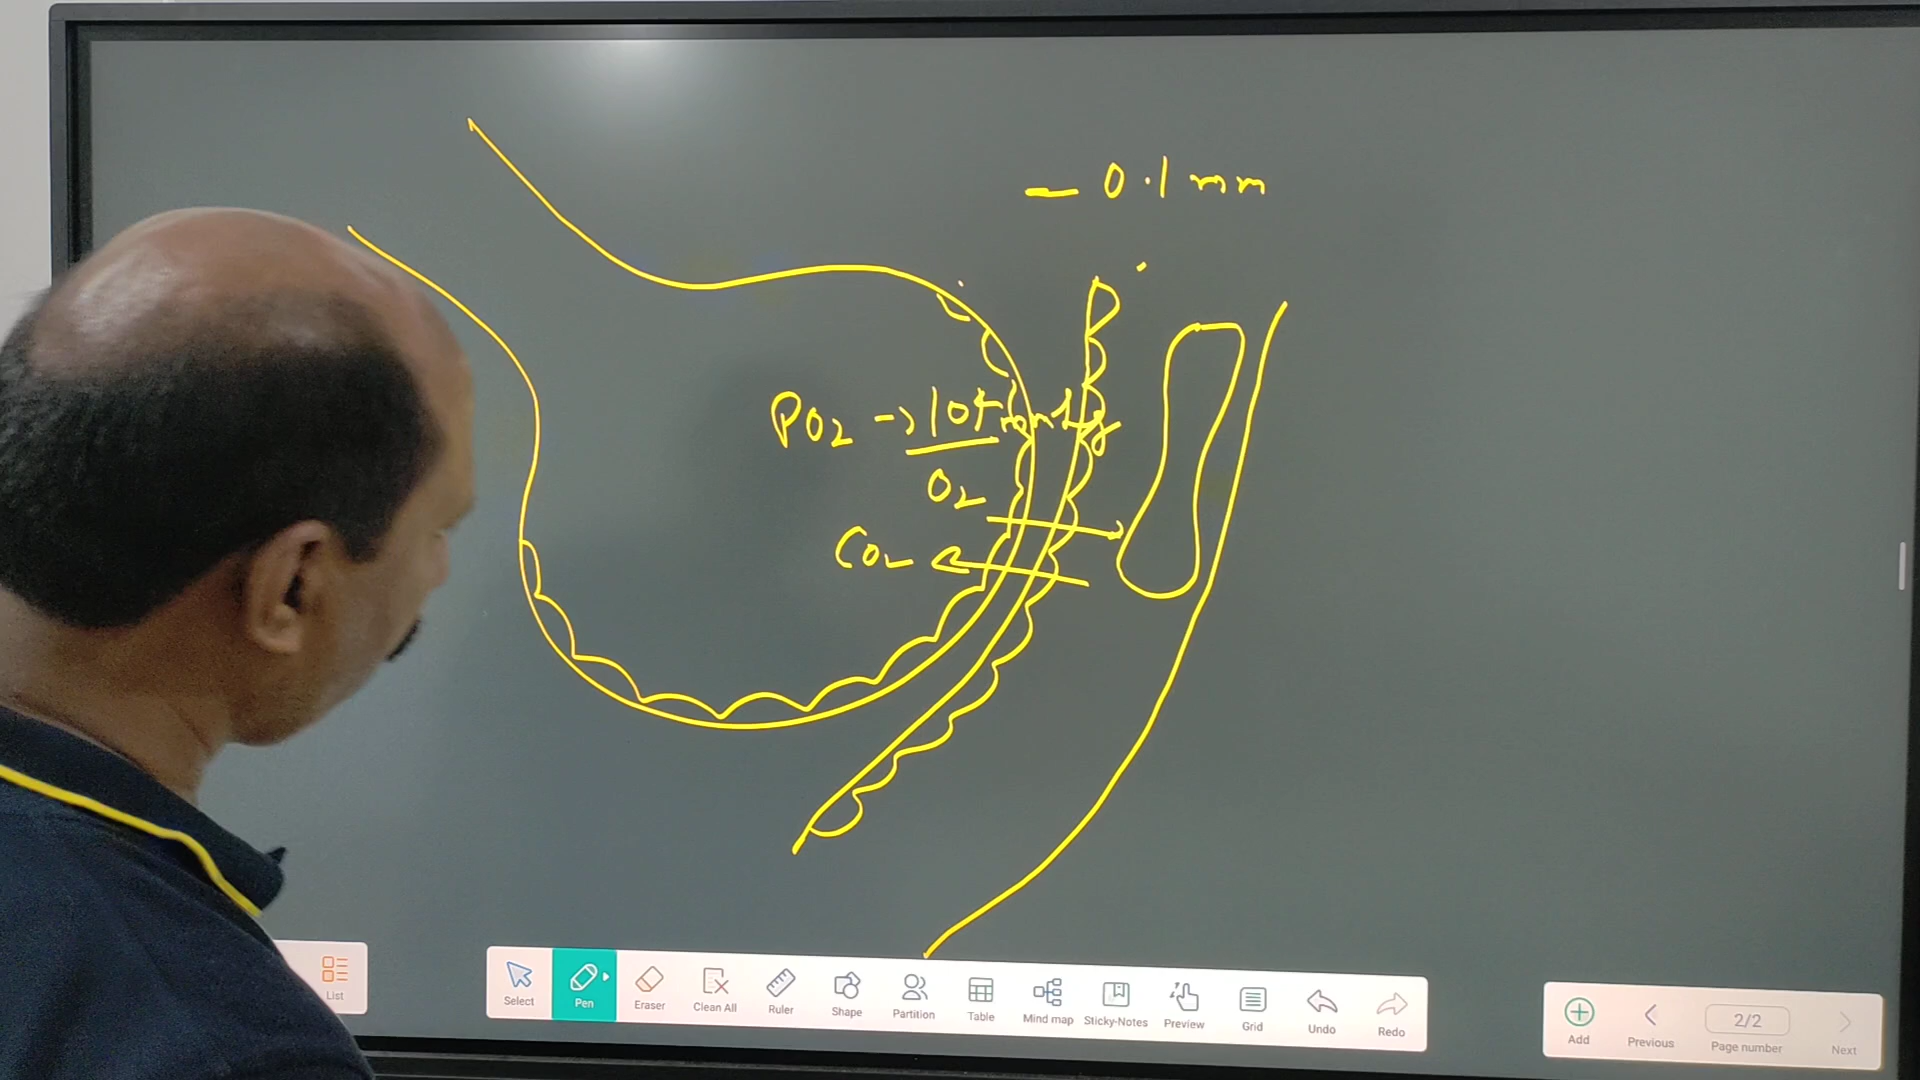 - 0.1 mm
PO2 → 104 mmHg
O2
CO2
List
Select
Pen
Eraser
Clean All
Ruler
Shape
Partition
Table
Mind map
Sticky-Notes
Preview
Grid
Undo
Redo
Add
Previous
2/2
Page number
Next